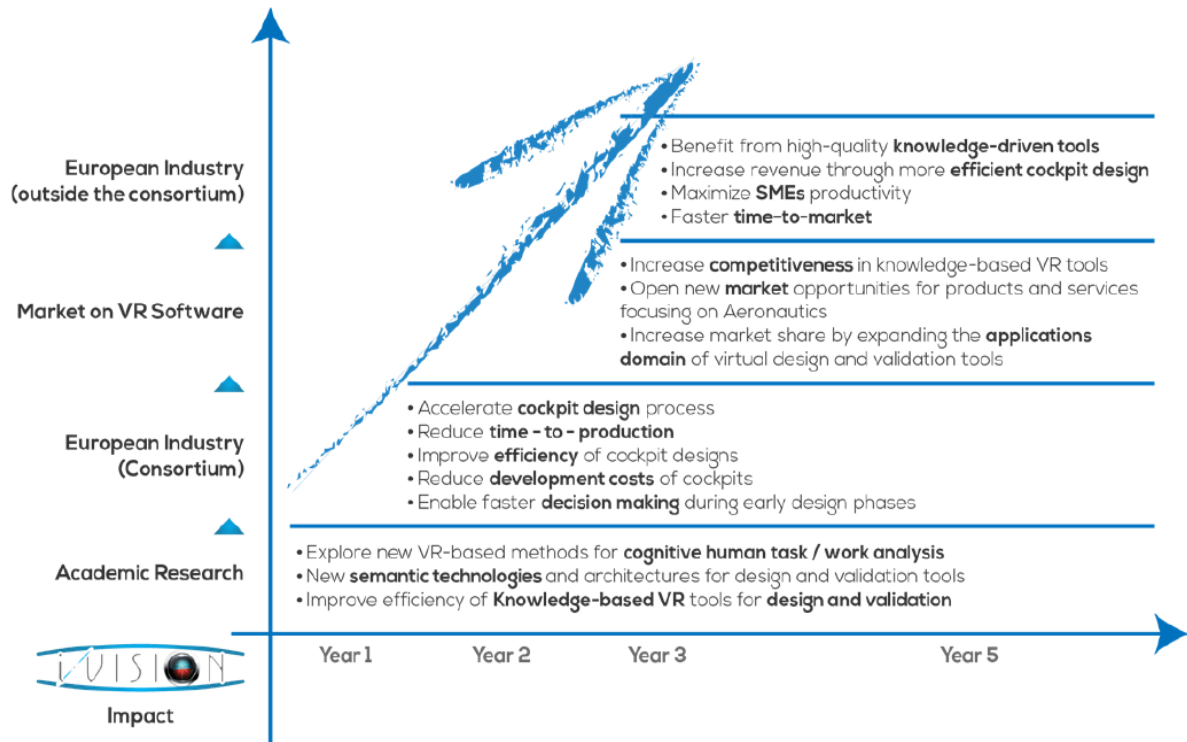 European Industry
(outside the consortium)
• Benefit from high-quality knowledge-driven tools
• Increase revenue through more efficient cockpit design
• Maximize SMEs productivity
• Faster time-to-market
Market on VR Software
• Increase competitiveness in knowledge-based VR tools
• Open new market opportunities for products and services
focusing on Aeronautics
• Increase market share by expanding the applications
domain of virtual design and validation tools
European Industry
(Consortium)
• Accelerate cockpit design process
• Reduce time - to - production
• Improve efficiency of cockpit designs
• Reduce development costs of cockpits
• Enable faster decision making during early design phases
Academic Research
• Explore new VR-based methods for cognitive human task / work analysis
• New semantic technologies and architectures for design and validation tools
• Improve efficiency of Knowledge-based VR tools for design and validation
Year 1
Year 2
Year 3
Year 5
i-VISION
Impact